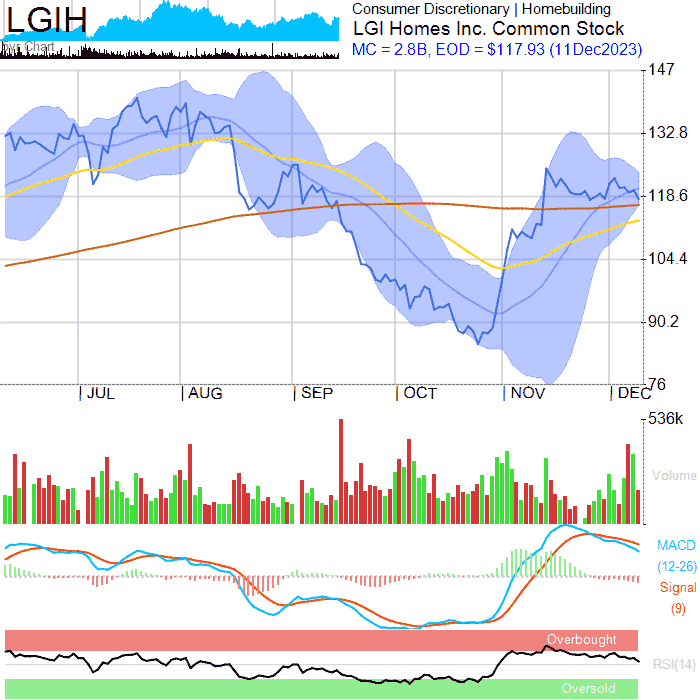 LGIH
Consumer Discretionary | Homebuilding
LGI Homes Inc. Common Stock
MC = 2.8B, EOD = $117.93 (11Dec2023)
Chart
147
132.8
118.6
104.4
90.2
76
JUL
AUG
SEP
OCT
NOV
DEC
536k
Volume
MACD
(12-26)
Signal
(9)
Overbought
RSI(14)
Oversold